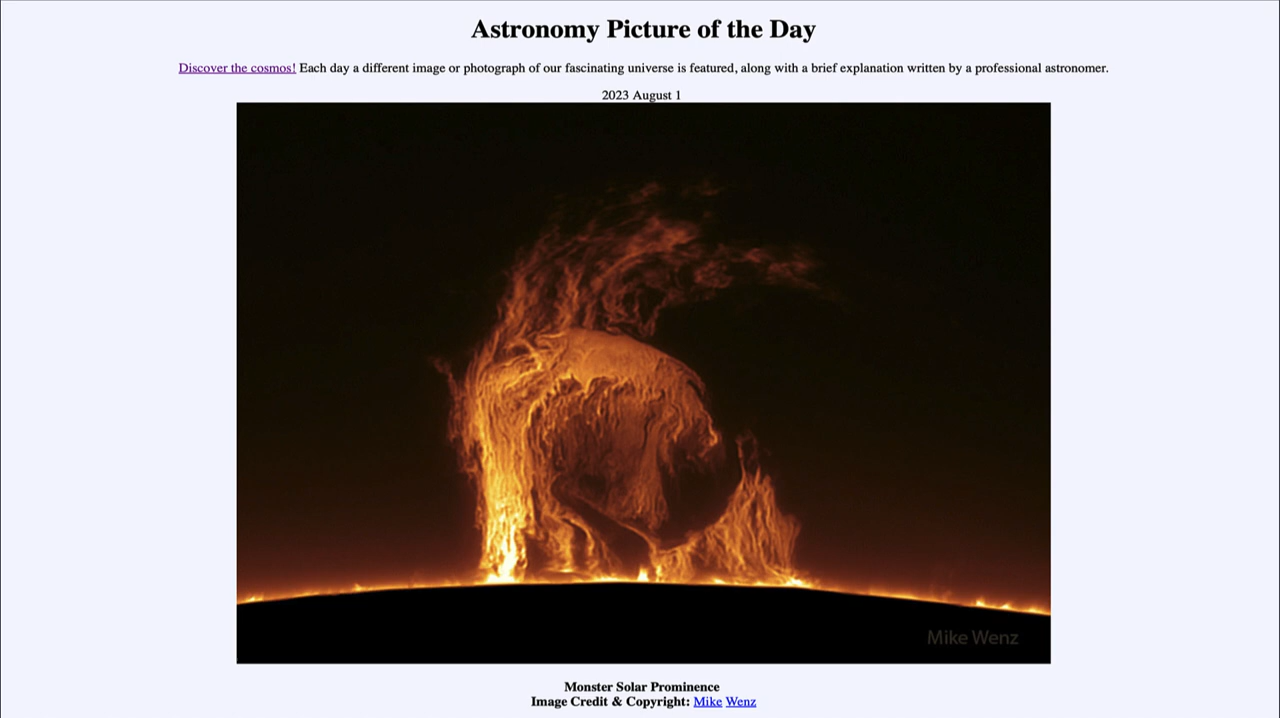 Astronomy Picture of the Day
Discover the cosmos! Each day a different image or photograph of our fascinating universe is featured, along with a brief explanation written by a professional astronomer.
2023 August 1
Mike Wenz
Monster Solar Prominence
Image Credit & Copyright: Mike Wenz